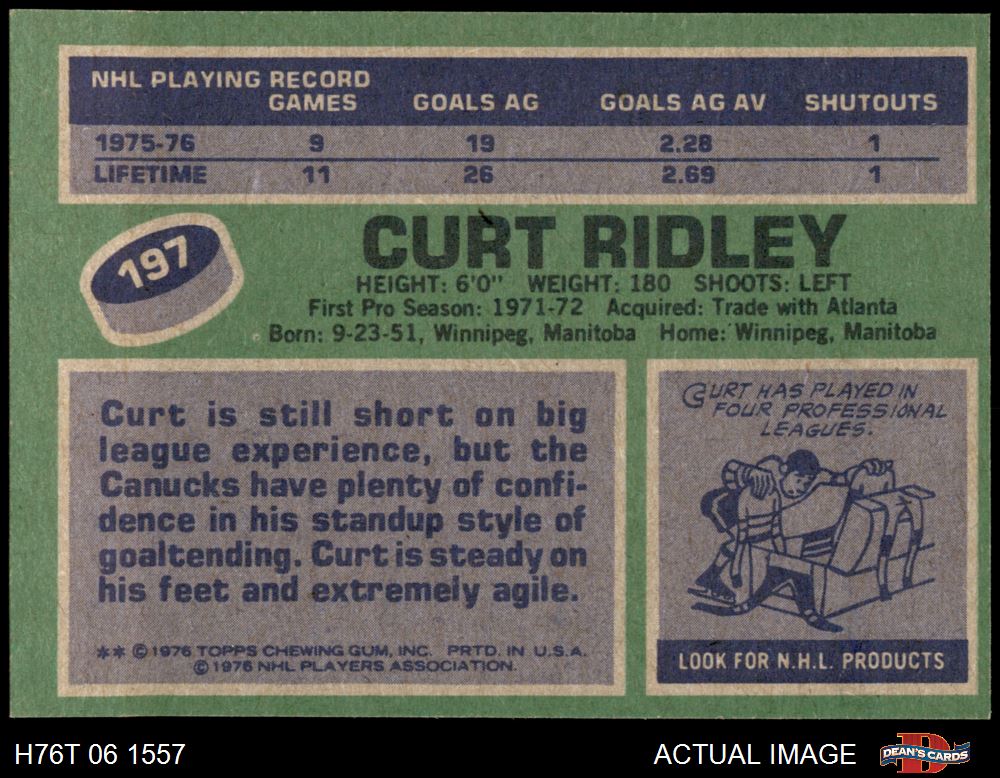 NHL PLAYING RECORD
GAMES GOALS AG GOALS AG AV SHUTOUTS
1975-76 9 19 2.28 1
LIFETIME 11 26 2.69 1
197
CURT RIDLEY
HEIGHT: 6'0" WEIGHT: 180 SHOOTS: LEFT
First Pro Season: 1971-72 Acquired: Trade with Atlanta
Born: 9-23-51, Winnipeg, Manitoba Home: Winnipeg, Manitoba
Curt is still short on big
league experience, but the
Canucks have plenty of confi-
dence in his standup style of
goaltending. Curt is steady on
his feet and extremely agile.
** © 1976 TOPPS CHEWING GUM, INC. PRTD. IN U.S.A.
© 1976 NHL PLAYERS ASSOCIATION.
CURT HAS PLAYED IN
FOUR PROFESSIONAL
LEAGUES.
LOOK FOR N.H.L. PRODUCTS
H76T 06 1557
ACTUAL IMAGE
D
DEAN'S CARDS